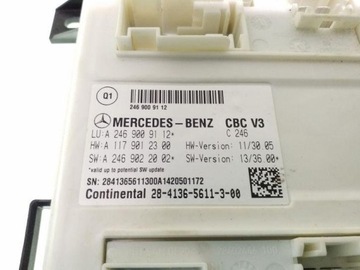 Q1
246 900 91 12
MERCEDES-BENZ CBC V3
LU:A 246 900 91 12* C 246
HW:A 117 901 23 00 HW-Version: 11/30.05
SW:A 246 902 20 02* SW-Version: 13/36.00*
*valid up to potential SW update
SN: 2841365611300A1420501172
Continental 28-4136-5611-3-00